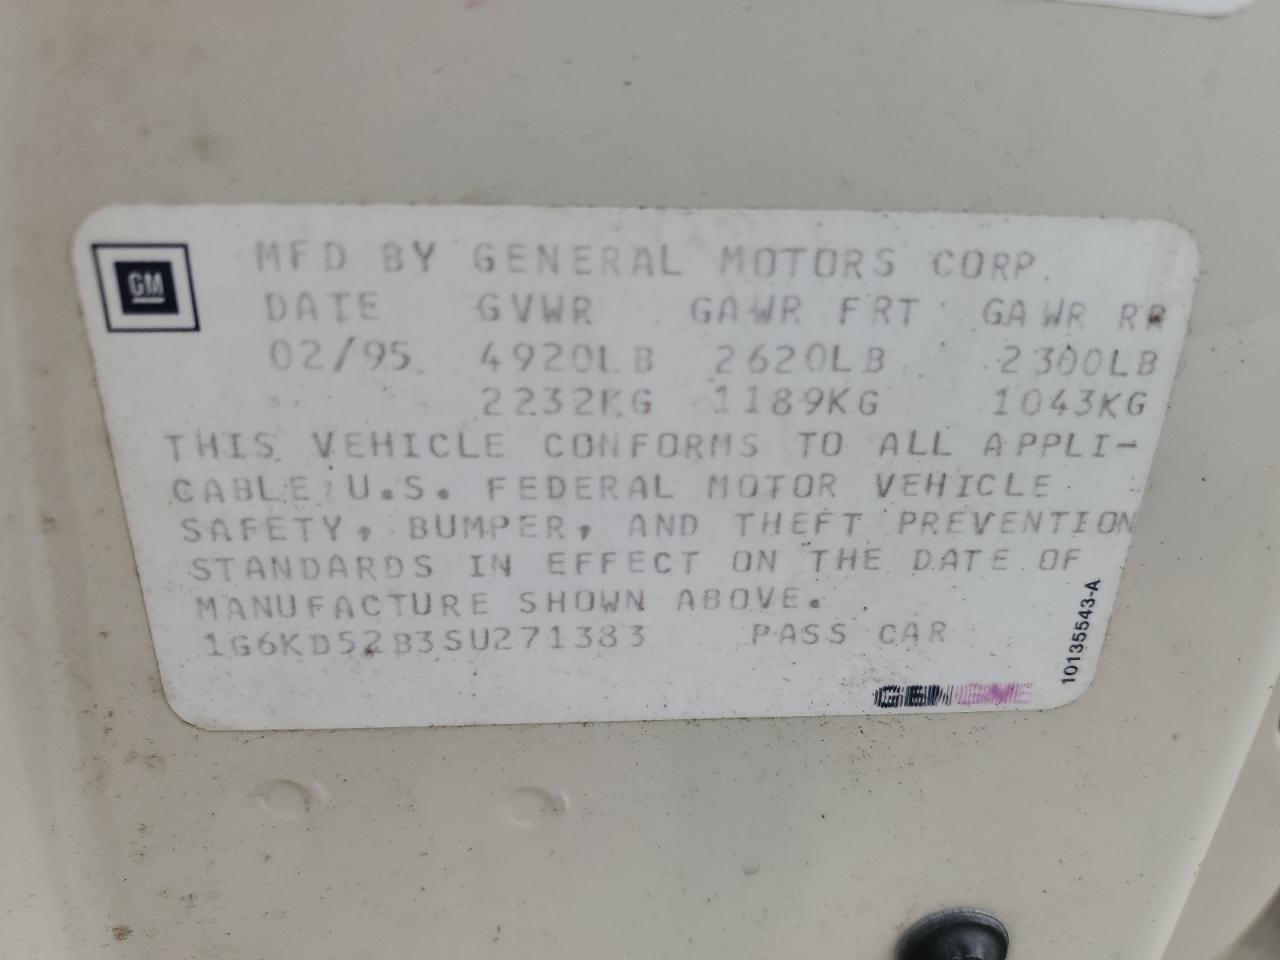 GM
MFD BY GENERAL MOTORS CORP.
DATE GVWR GAWR FRT GAWR RR
02/95 4920LB 2620LB 2300LB
2232KG 1189KG 1043KG
THIS VEHICLE CONFORMS TO ALL APPLI-
CABLE U.S. FEDERAL MOTOR VEHICLE
SAFETY, BUMPER, AND THEFT PREVENTION
STANDARDS IN EFFECT ON THE DATE OF
MANUFACTURE SHOWN ABOVE.
1G6KD52B3SU271383 PASS CAR
10135543-A